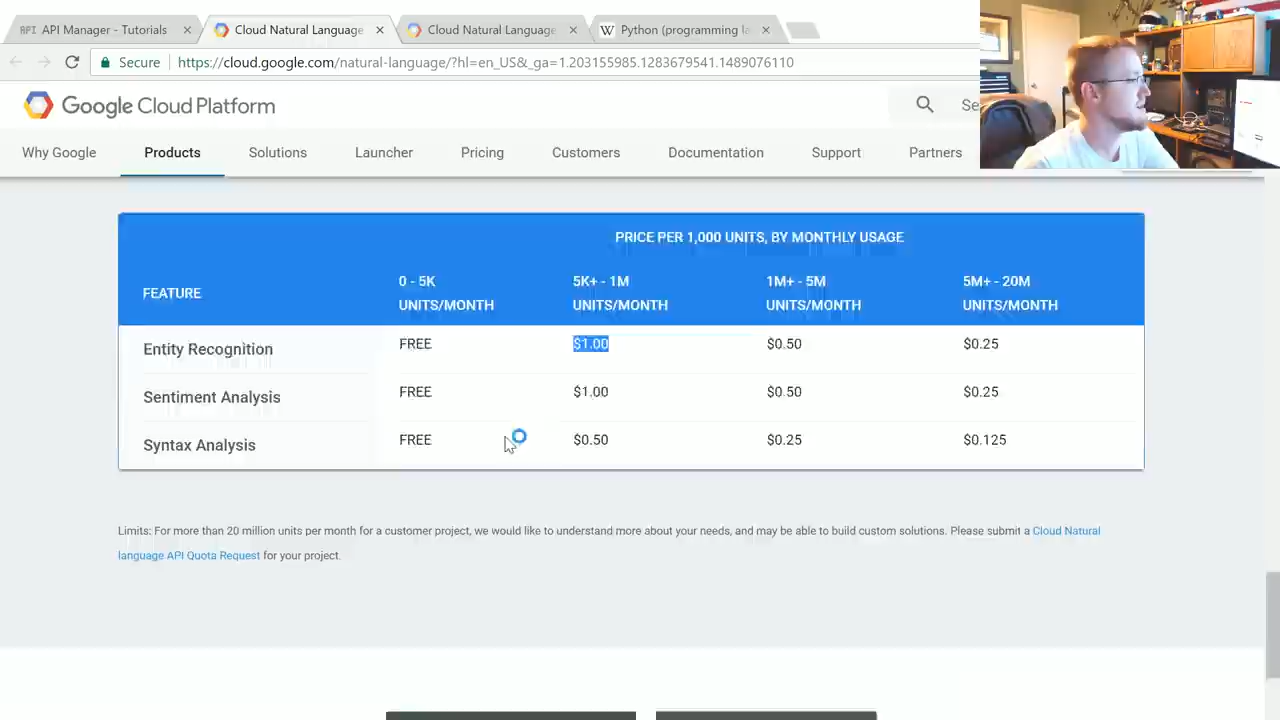 API API Manager - Tutorials
Cloud Natural Language
Cloud Natural Language
W Python (programming la
Secure https://cloud.google.com/natural-language/?hl=en_US&_ga=1.203155985.1283679541.1489076110
Google Cloud Platform
Se
Why Google Products Solutions Launcher Pricing Customers Documentation Support Partners
PRICE PER 1,000 UNITS, BY MONTHLY USAGE
FEATURE
0 - 5K
UNITS/MONTH
5K+ - 1M
UNITS/MONTH
1M+ - 5M
UNITS/MONTH
5M+ - 20M
UNITS/MONTH
Entity Recognition FREE $1.00 $0.50 $0.25
Sentiment Analysis FREE $1.00 $0.50 $0.25
Syntax Analysis FREE $0.50 $0.25 $0.125
Limits: For more than 20 million units per month for a customer project, we would like to understand more about your needs, and may be able to build custom solutions. Please submit a Cloud Natural
language API Quota Request for your project.